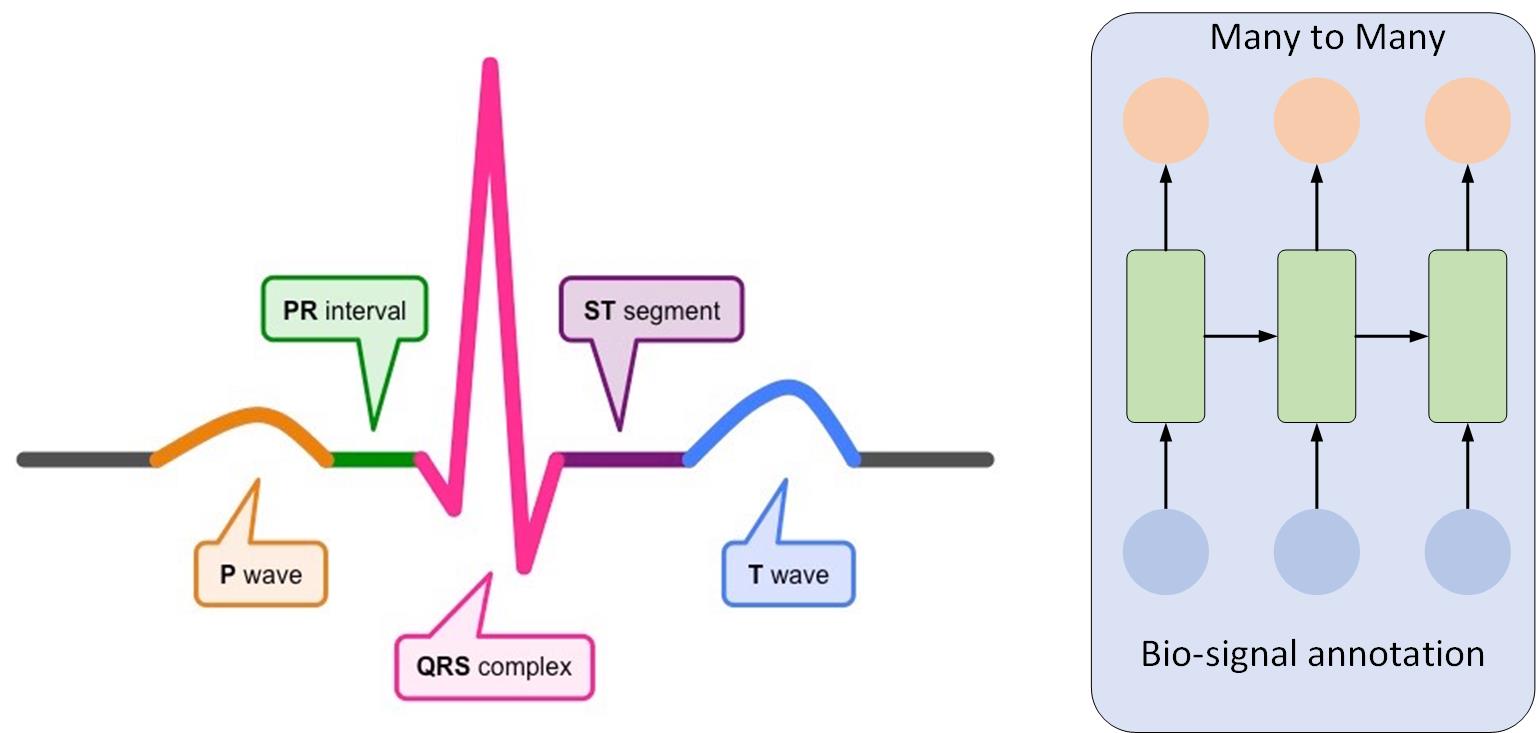 PR interval
ST segment
P wave
T wave
QRS complex
Many to Many
Bio-signal annotation